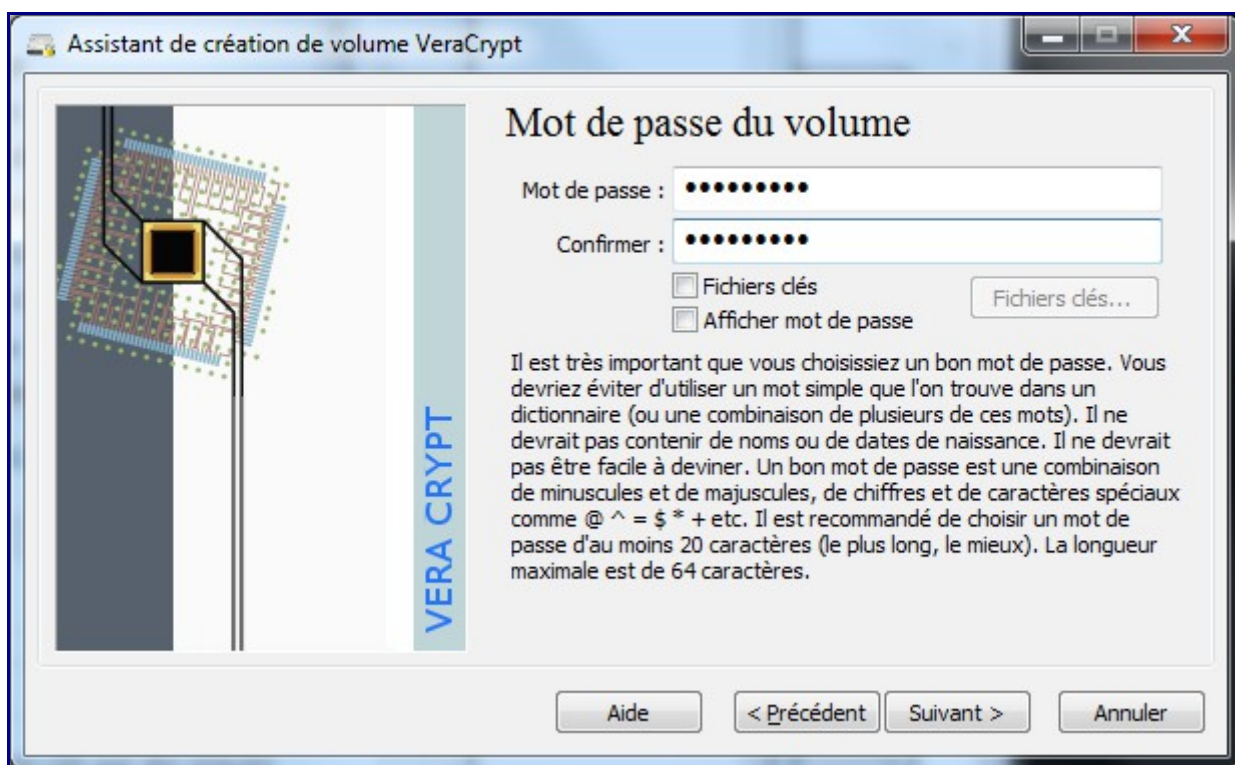 Assistant de création de volume VeraCrypt
VERA CRYPT
Mot de passe du volume
Mot de passe : •••••••••
Confirmer : •••••••••
Fichiers clés
Fichiers clés...
Afficher mot de passe
Il est très important que vous choisissiez un bon mot de passe. Vous
devriez éviter d'utiliser un mot simple que l'on trouve dans un
dictionnaire (ou une combinaison de plusieurs de ces mots). Il ne
devrait pas contenir de noms ou de dates de naissance. Il ne devrait
pas être facile à deviner. Un bon mot de passe est une combinaison
de minuscules et de majuscules, de chiffres et de caractères spéciaux
comme @ ^ = $ * + etc. Il est recommandé de choisir un mot de
passe d'au moins 20 caractères (le plus long, le mieux). La longueur
maximale est de 64 caractères.
Aide
< Précédent
Suivant >
Annuler